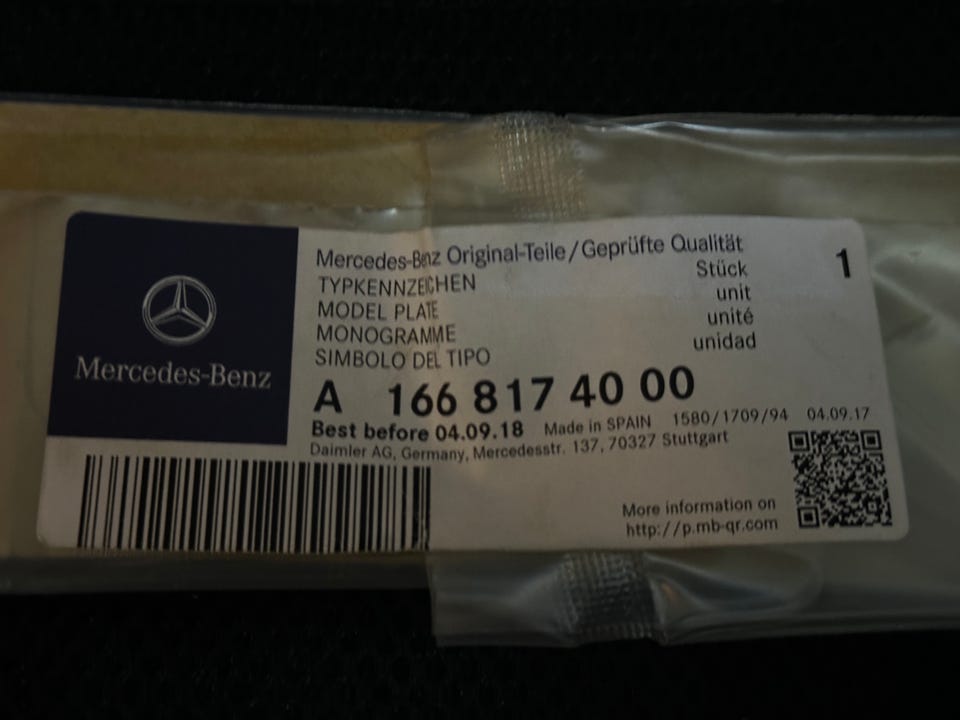 Mercedes-Benz
Mercedes-Benz Original-Teile/Geprüfte Qualität 1
TYPKENNZEICHEN Stück
MODEL PLATE unit
MONOGRAMME unité
SIMBOLO DEL TIPO unidad
A 166 817 40 00
Best before 04.09.18 Made in SPAIN 1580/1709/94 04.09.17
Daimler AG, Germany, Mercedesstr. 137, 70327 Stuttgart
More information on
http://p.mb-qr.com